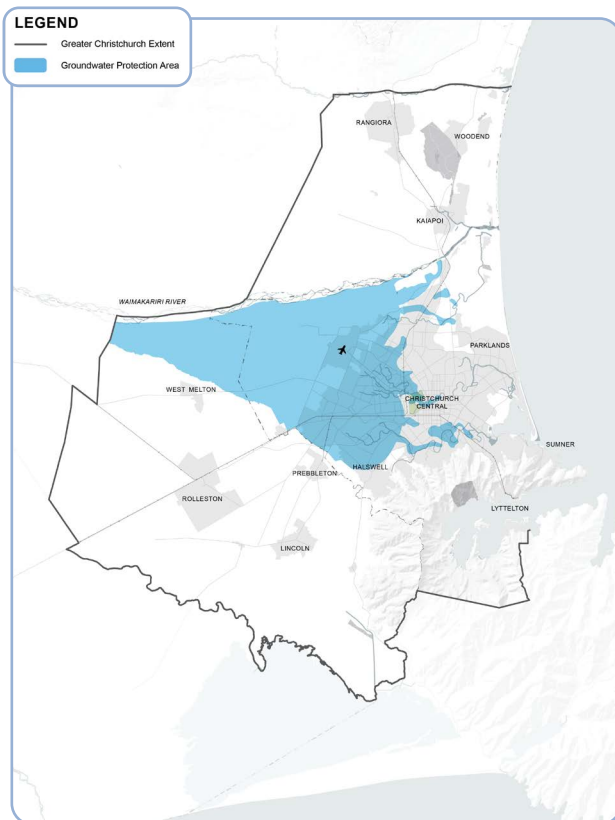 LEGEND
Greater Christchurch Extent
Groundwater Protection Area
RANGIORA
WOODEND
KAIAPOI
WAIMAKARIRI RIVER
PARKLANDS
WEST MELTON
CHRISTCHURCH
CENTRAL
SUMNER
HALSWELL
PREBBLETON
ROLLESTON
LYTTELTON
LINCOLN